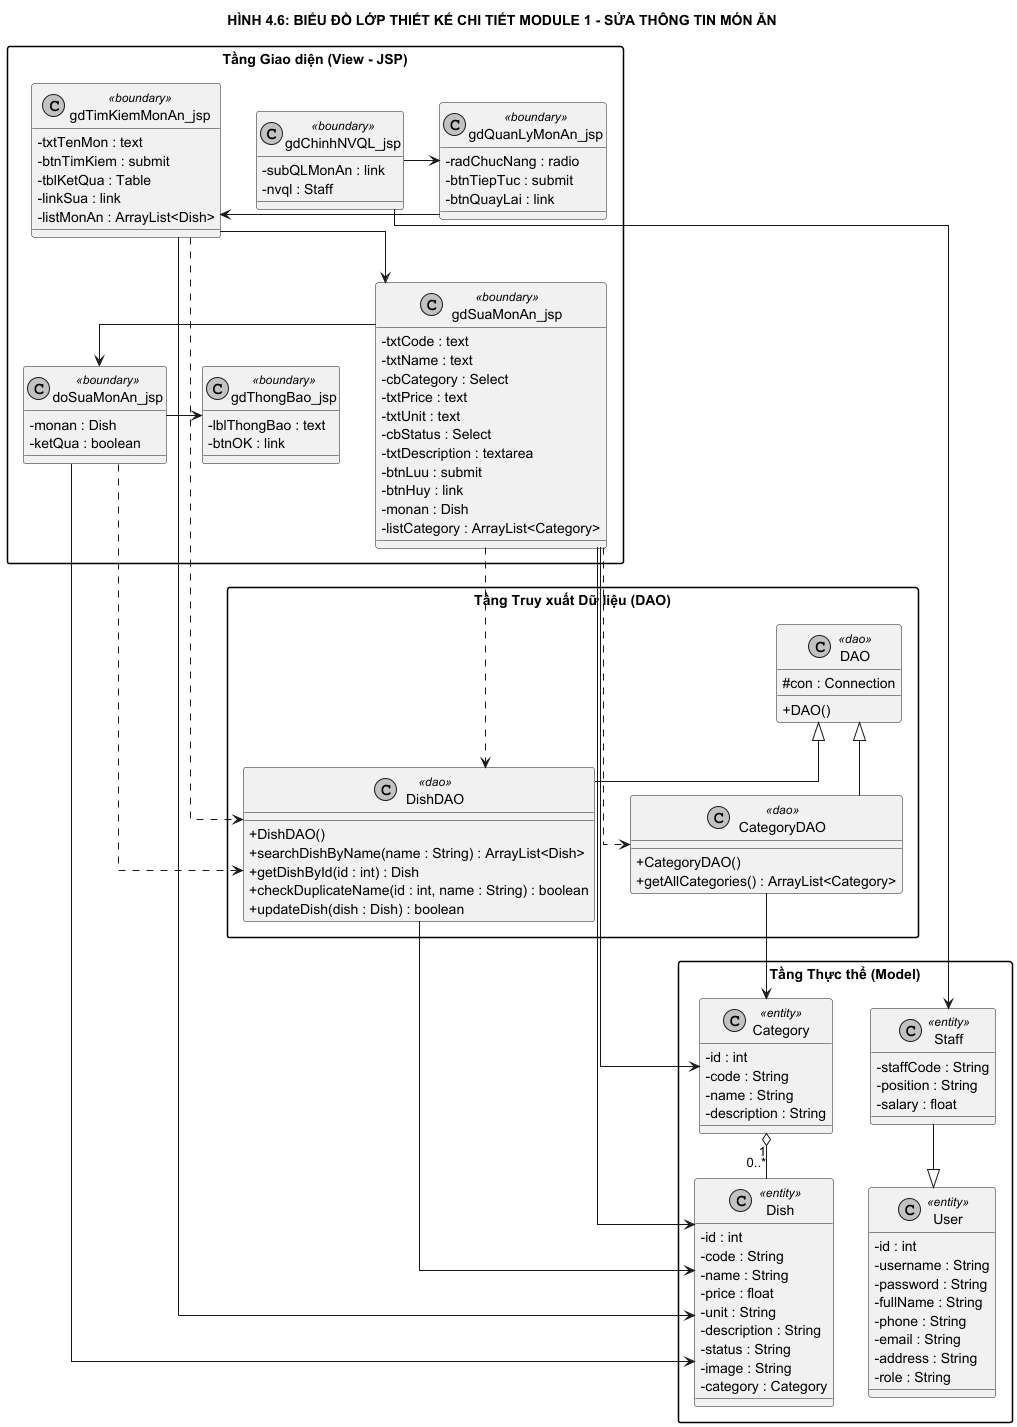 HÌNH 4.6: BIỂU ĐỒ LỚP THIẾT KẾ CHI TIẾT MODULE 1 - SỬA THÔNG TIN MÓN ĂN
Tầng Giao diện (View - JSP)
C
«boundary»
gdTimKiemMonAn_jsp
-txtTenMon : text
-btnTimKiem : submit
-tblKetQua : Table
-linkSua : link
-listMonAn : ArrayList<Dish>
C
«boundary»
gdChinhNVQL_jsp
-subQLMonAn : link
-nvql : Staff
C
«boundary»
gdQuanLyMonAn_jsp
-radChucNang : radio
-btnTiepTuc : submit
-btnQuayLai : link
C
«boundary»
gdSuaMonAn_jsp
-txtCode : text
-txtName : text
-cbCategory : Select
-txtPrice : text
-txtUnit : text
-cbStatus : Select
-txtDescription : textarea
-btnLuu : submit
-btnHuy : link
-monan : Dish
-listCategory : ArrayList<Category>
C
«boundary»
doSuaMonAn_jsp
-monan : Dish
-ketQua : boolean
C
«boundary»
gdThongBao_jsp
-lblThongBao : text
-btnOK : link
Tầng Truy xuất Dữ liệu (DAO)
C
«dao»
DAO
#con : Connection
+DAO()
C
«dao»
DishDAO
+DishDAO()
+searchDishByName(name : String) : ArrayList<Dish>
+getDishById(id : int) : Dish
+checkDuplicateName(id : int, name : String) : boolean
+updateDish(dish : Dish) : boolean
C
«dao»
CategoryDAO
+CategoryDAO()
+getAllCategories() : ArrayList<Category>
Tầng Thực thể (Model)
C
«entity»
Category
-id : int
-code : String
-name : String
-description : String
C
«entity»
Staff
-staffCode : String
-position : String
-salary : float
1
0..*
C
«entity»
Dish
-id : int
-code : String
-name : String
-price : float
-unit : String
-description : String
-status : String
-image : String
-category : Category
C
«entity»
User
-id : int
-username : String
-password : String
-fullName : String
-phone : String
-email : String
-address : String
-role : String